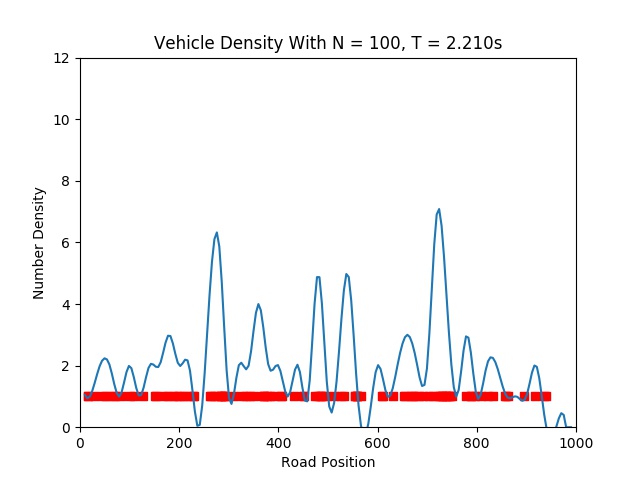 Vehicle Density With N = 100, T = 2.210s
12
10
8
6
4
2
0
Number Density
0 200 400 600 800 1000
Road Position